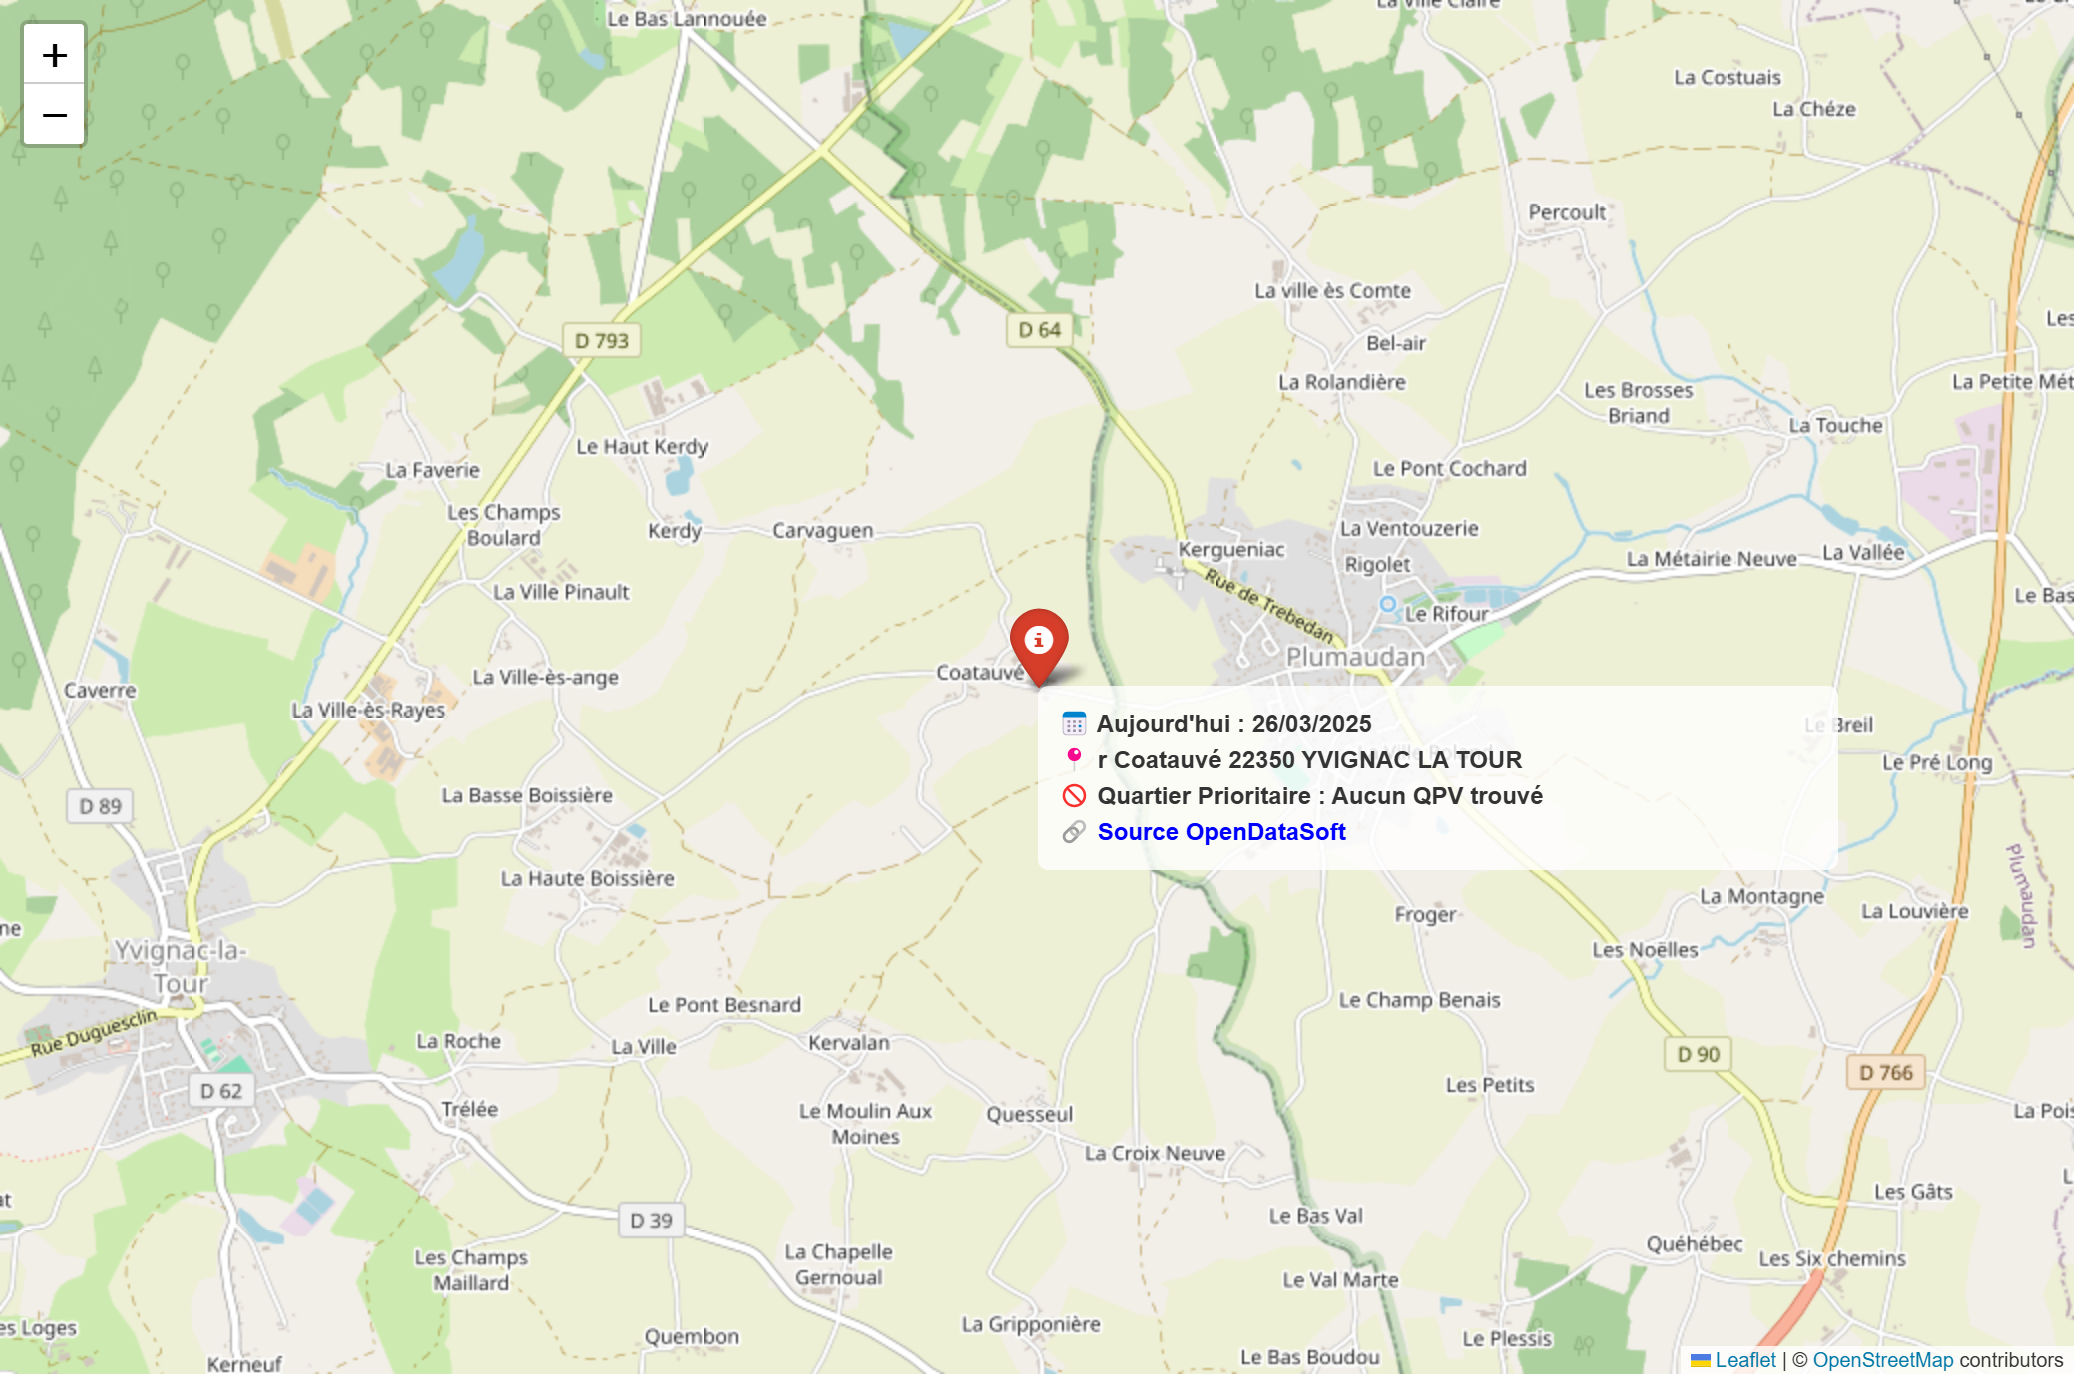 +
−
Le Bas Lannouée
La Costuais
La Chéze
Percoult
La ville ès Comte
Bel-air
La Rolandière
Les Brosses
Briand
La Petite Mét
La Touche
Les
D 64
D 793
Le Haut Kerdy
La Faverie
Les Champs
Boulard
Kerdy
Carvaguen
La Ville Pinault
Le Pont Cochard
La Ventouzerie
Kergueniac
Rigolet
Rue de Trebedan
Le Rifour
La Métairie Neuve
La Vallée
Le Bas
Plumaudan
Coatauvé
La Ville-ès-ange
Caverre
La Ville-ès-Rayes
Aujourd'hui : 26/03/2025
r Coatauvé 22350 YVIGNAC LA TOUR
Quartier Prioritaire : Aucun QPV trouvé
Source OpenDataSoft
Le Breil
Le Pré Long
La Basse Boissière
D 89
La Haute Boissière
Plumaudan
La Montagne
La Louvière
Froger
Les Noëlles
ne
Yvignac-la-
Tour
Le Pont Besnard
Le Champ Benais
Rue Duguesclin
La Roche
La Ville
Kervalan
D 90
D 766
D 62
Les Petits
Trélée
Le Moulin Aux
Moines
Quesseul
La Pois
La Croix Neuve
at
Les Gâts
D 39
Le Bas Val
Les Champs
Maillard
La Chapelle
Gernoual
Quéhébec
Les Six chemins
Le Val Marte
es Loges
Quembon
La Gripponière
Le Plessis
Kerneuf
Le Bas Boudou
Leaflet | © OpenStreetMap contributors